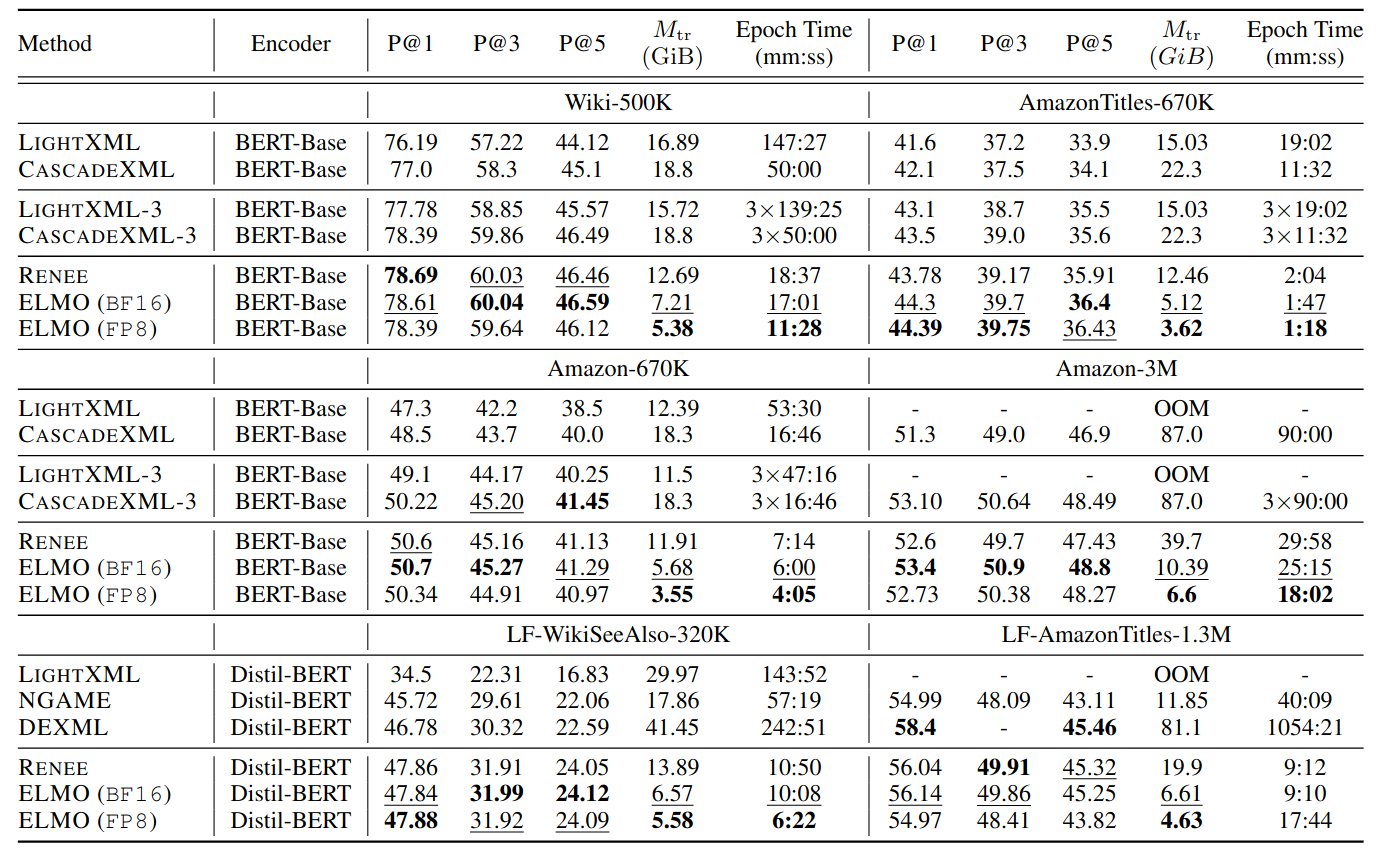 Method Encoder P@1 P@3 P@5 Mtr (GiB) Epoch Time (mm:ss) P@1 P@3 P@5 Mtr (GiB) Epoch Time (mm:ss)
Wiki-500K AmazonTitles-670K
LIGHTXML BERT-Base 76.19 57.22 44.12 16.89 147:27 41.6 37.2 33.9 15.03 19:02
CASCADEXML BERT-Base 77.0 58.3 45.1 18.8 50:00 42.1 37.5 34.1 22.3 11:32
LIGHTXML-3 BERT-Base 77.78 58.85 45.57 15.72 3×139:25 43.1 38.7 35.5 15.03 3×19:02
CASCADEXML-3 BERT-Base 78.39 59.86 46.49 18.8 3×50:00 43.5 39.0 35.6 22.3 3×11:32
RENEE BERT-Base 78.69 60.03 46.46 12.69 18:37 43.78 39.17 35.91 12.46 2:04
ELMO (BF16) BERT-Base 78.61 60.04 46.59 7.21 17:01 44.3 39.7 36.4 5.12 1:47
ELMO (FP8) BERT-Base 78.39 59.64 46.12 5.38 11:28 44.39 39.75 36.43 3.62 1:18
Amazon-670K Amazon-3M
LIGHTXML BERT-Base 47.3 42.2 38.5 12.39 53:30 - - - OOM -
CASCADEXML BERT-Base 48.5 43.7 40.0 18.3 16:46 51.3 49.0 46.9 87.0 90:00
LIGHTXML-3 BERT-Base 49.1 44.17 40.25 11.5 3×47:16 - - - OOM -
CASCADEXML-3 BERT-Base 50.22 45.20 41.45 18.3 3×16:46 53.10 50.64 48.49 87.0 3×90:00
RENEE BERT-Base 50.6 45.16 41.13 11.91 7:14 52.6 49.7 47.43 39.7 29:58
ELMO (BF16) BERT-Base 50.7 45.27 41.29 5.68 6:00 53.4 50.9 48.8 10.39 25:15
ELMO (FP8) BERT-Base 50.34 44.91 40.97 3.55 4:05 52.73 50.38 48.27 6.6 18:02
LF-WikiSeeAlso-320K LF-AmazonTitles-1.3M
LIGHTXML Distil-BERT 34.5 22.31 16.83 29.97 143:52 - - - OOM -
NGAME Distil-BERT 45.72 29.61 22.06 17.86 57:19 54.99 48.09 43.11 11.85 40:09
DEXML Distil-BERT 46.78 30.32 22.59 41.45 242:51 58.4 - 45.46 81.1 1054:21
RENEE Distil-BERT 47.86 31.91 24.05 13.89 10:50 56.04 49.91 45.32 19.9 9:12
ELMO (BF16) Distil-BERT 47.84 31.99 24.12 6.57 10:08 56.14 49.86 45.25 6.61 9:10
ELMO (FP8) Distil-BERT 47.88 31.92 24.09 5.58 6:22 54.97 48.41 43.82 4.63 17:44